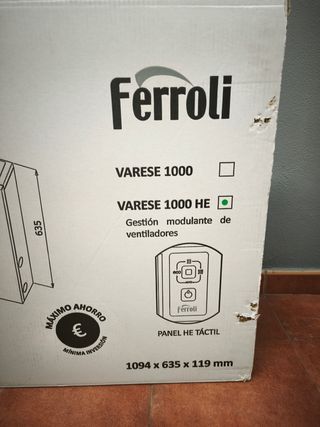 Ferroli
VARESE 1000
VARESE 1000 HE
Gestión modulante de
ventiladores
635
eco
Ferroli
PANEL HE TÁCTIL
MÁXIMO AHORRO
€
MÍNIMA INVERSIÓN
1094 x 635 x 119 mm